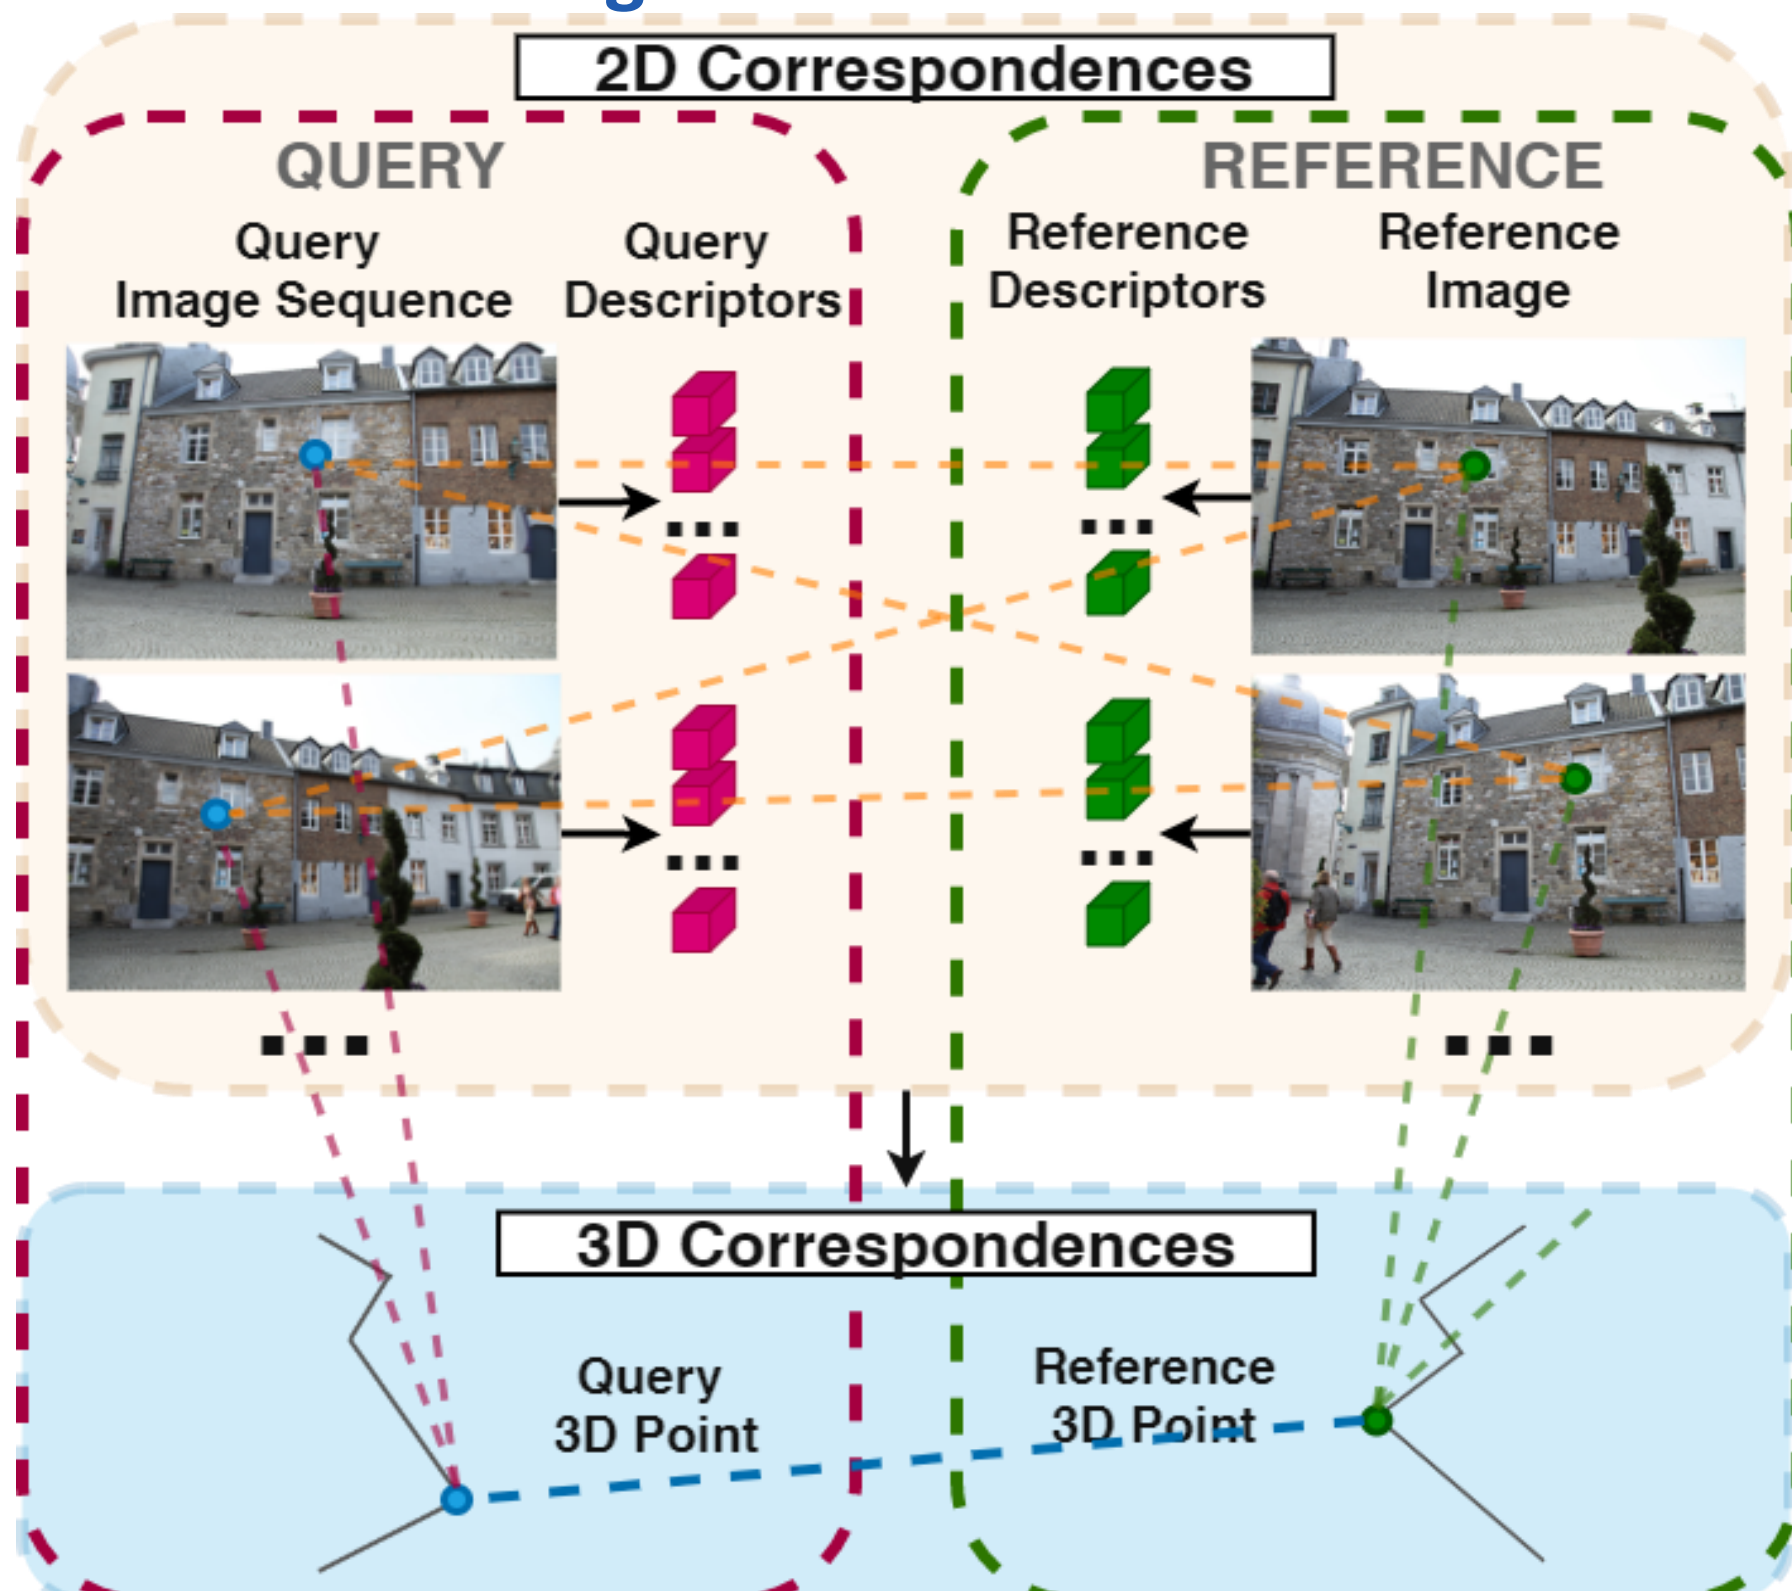 2D Correspondences
QUERY
REFERENCE
Query
Image Sequence
Query
Descriptors
Reference
Descriptors
Reference
Image
3D Correspondences
Query
3D Point
Reference
3D Point